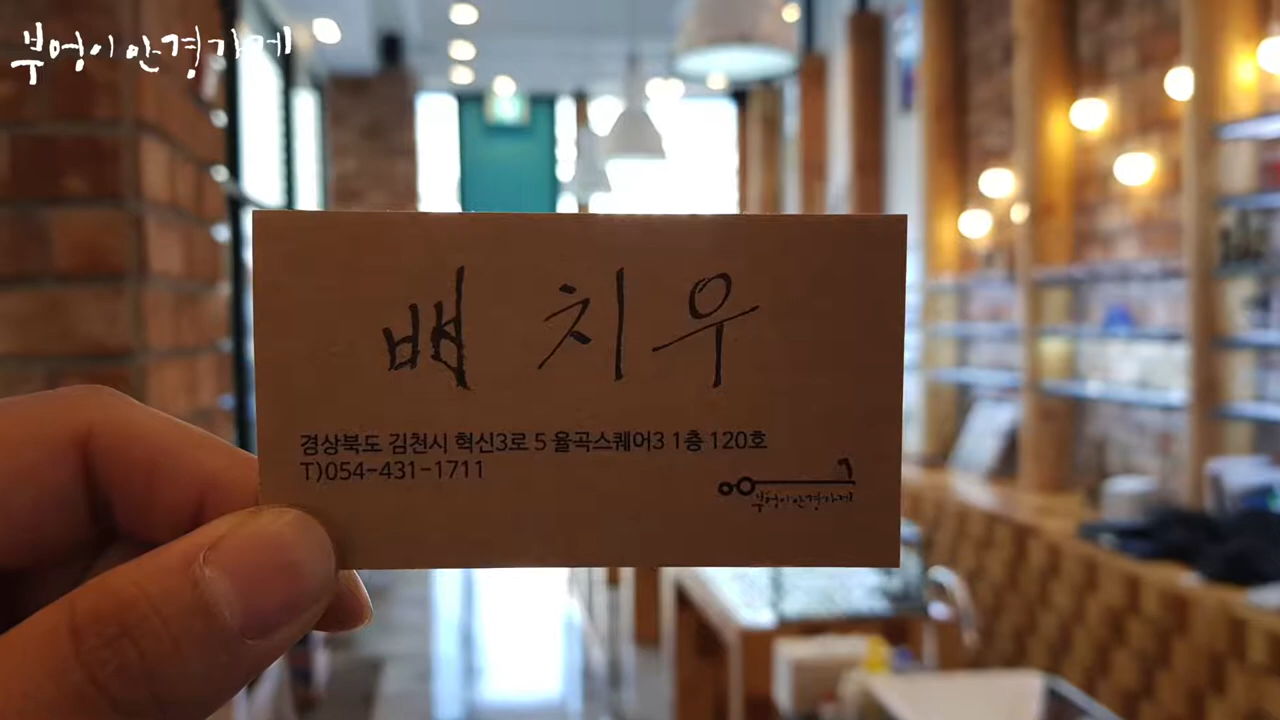 부엉이안경가게
배 치우
경상북도 김천시 혁신3로 5 율곡스퀘어3 1층 120호
T)054-431-1711
부엉이안경가게